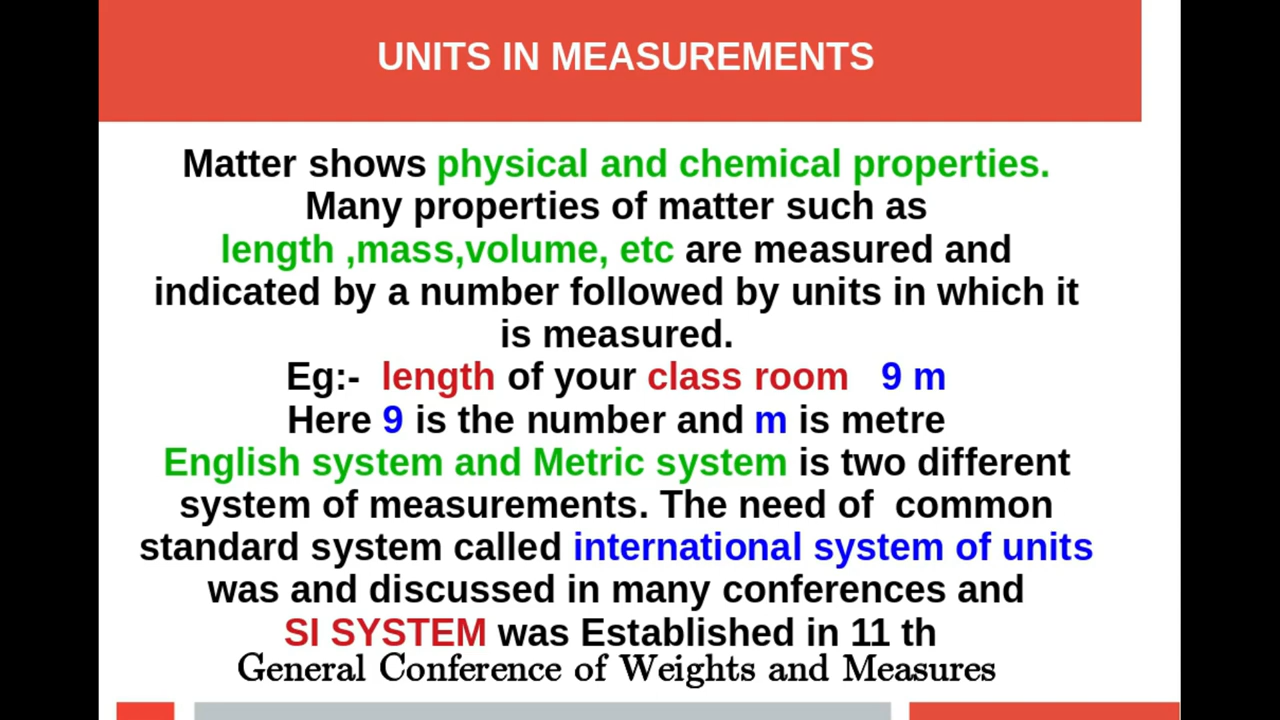 UNITS IN MEASUREMENTS
Matter shows physical and chemical properties.
Many properties of matter such as
length ,mass,volume, etc are measured and
indicated by a number followed by units in which it
is measured.
Eg:- length of your class room 9 m
Here 9 is the number and m is metre
English system and Metric system is two different
system of measurements. The need of common
standard system called international system of units
was and discussed in many conferences and
SI SYSTEM was Established in 11 th
General Conference of Weights and Measures